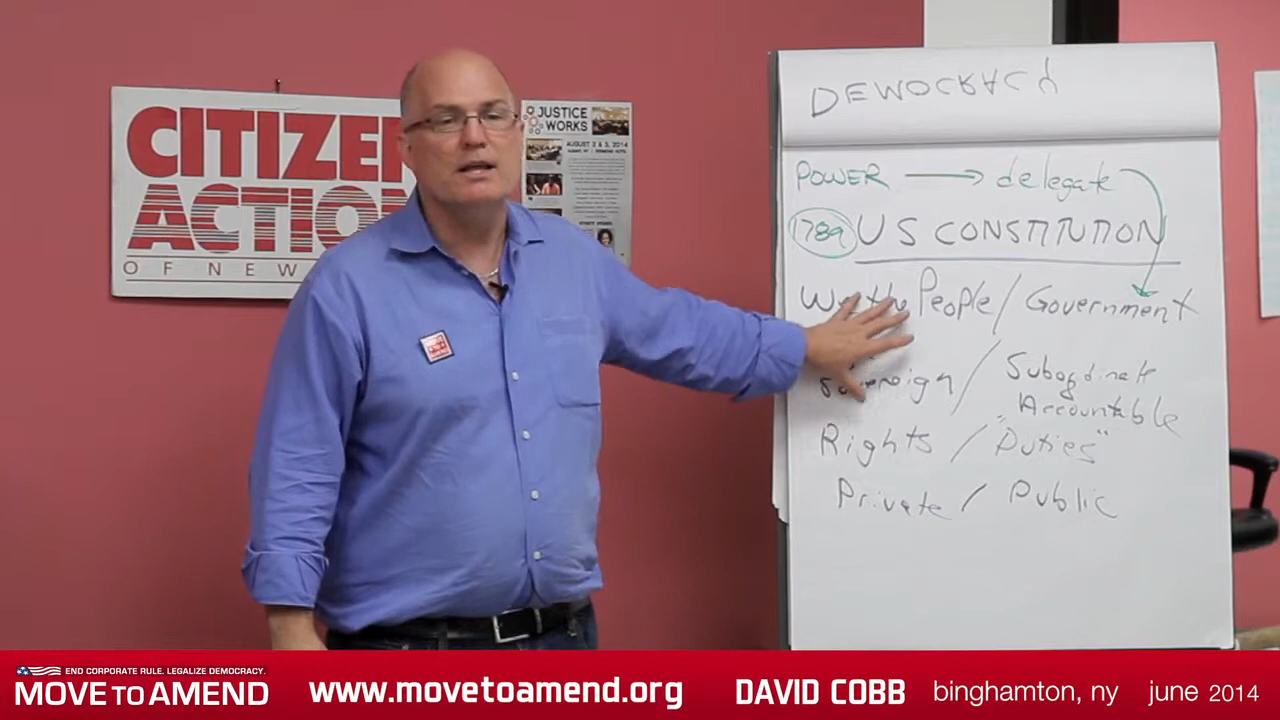 CITIZEN
ACTION
OF NEW
JUSTICE
WORKS
AUGUST 2 & 3, 2014
DEMOCRACY
POWER → delegate
1789 US CONSTITUTION
We the People / Government
Sovereign / Subordinate
Accountable
Rights / "Duties"
Private / Public
END CORPORATE RULE. LEGALIZE DEMOCRACY.
MOVE TO AMEND
www.movetoamend.org
DAVID COBB
binghamton, ny june 2014